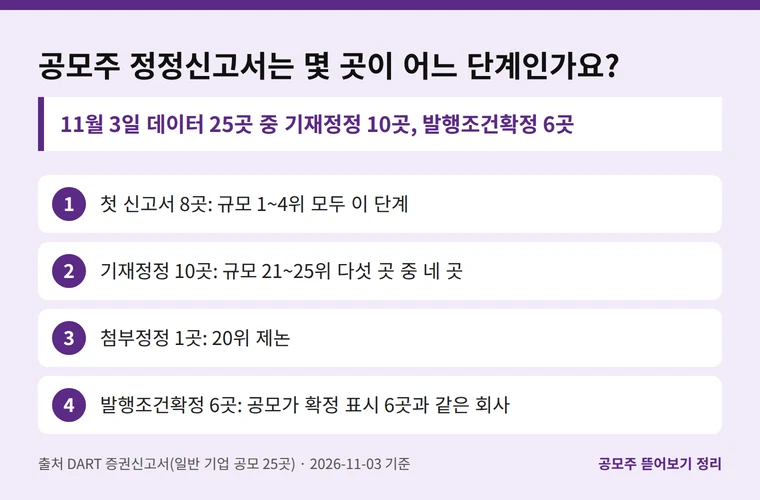 공모주 정정신고서는 몇 곳이 어느 단계인가요?
11월 3일 데이터 25곳 중 기재정정 10곳, 발행조건확정 6곳
1 첫 신고서 8곳: 규모 1~4위 모두 이 단계
2 기재정정 10곳: 규모 21~25위 다섯 곳 중 네 곳
3 첨부정정 1곳: 20위 제논
4 발행조건확정 6곳: 공모가 확정 표시 6곳과 같은 회사
출처 DART 증권신고서(일반 기업 공모 25곳) · 2026-11-03 기준
공모주 뜯어보기 정리